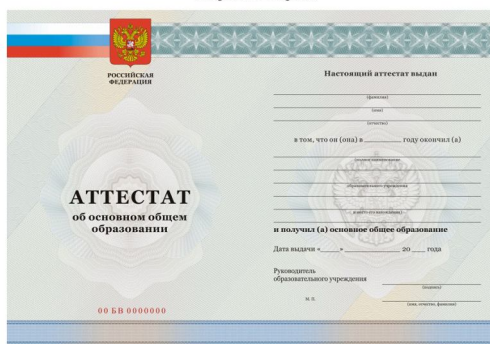 РОССИЙСКАЯ
ФЕДЕРАЦИЯ
АТТЕСТАТ
об основном общем
образовании
00 БВ 0000000
Настоящий аттестат выдан
(фамилия)
(имя)
(отчество)
в том, что он (она) в ________ году окончил (а)
(полное наименование
образовательного учреждения
и место его нахождения)
и получил (а) основное общее образование
Дата выдачи «____» ____________ 20 ___ года
Руководитель
образовательного учреждения
(подпись)
М. П.
(имя, отчество, фамилия)